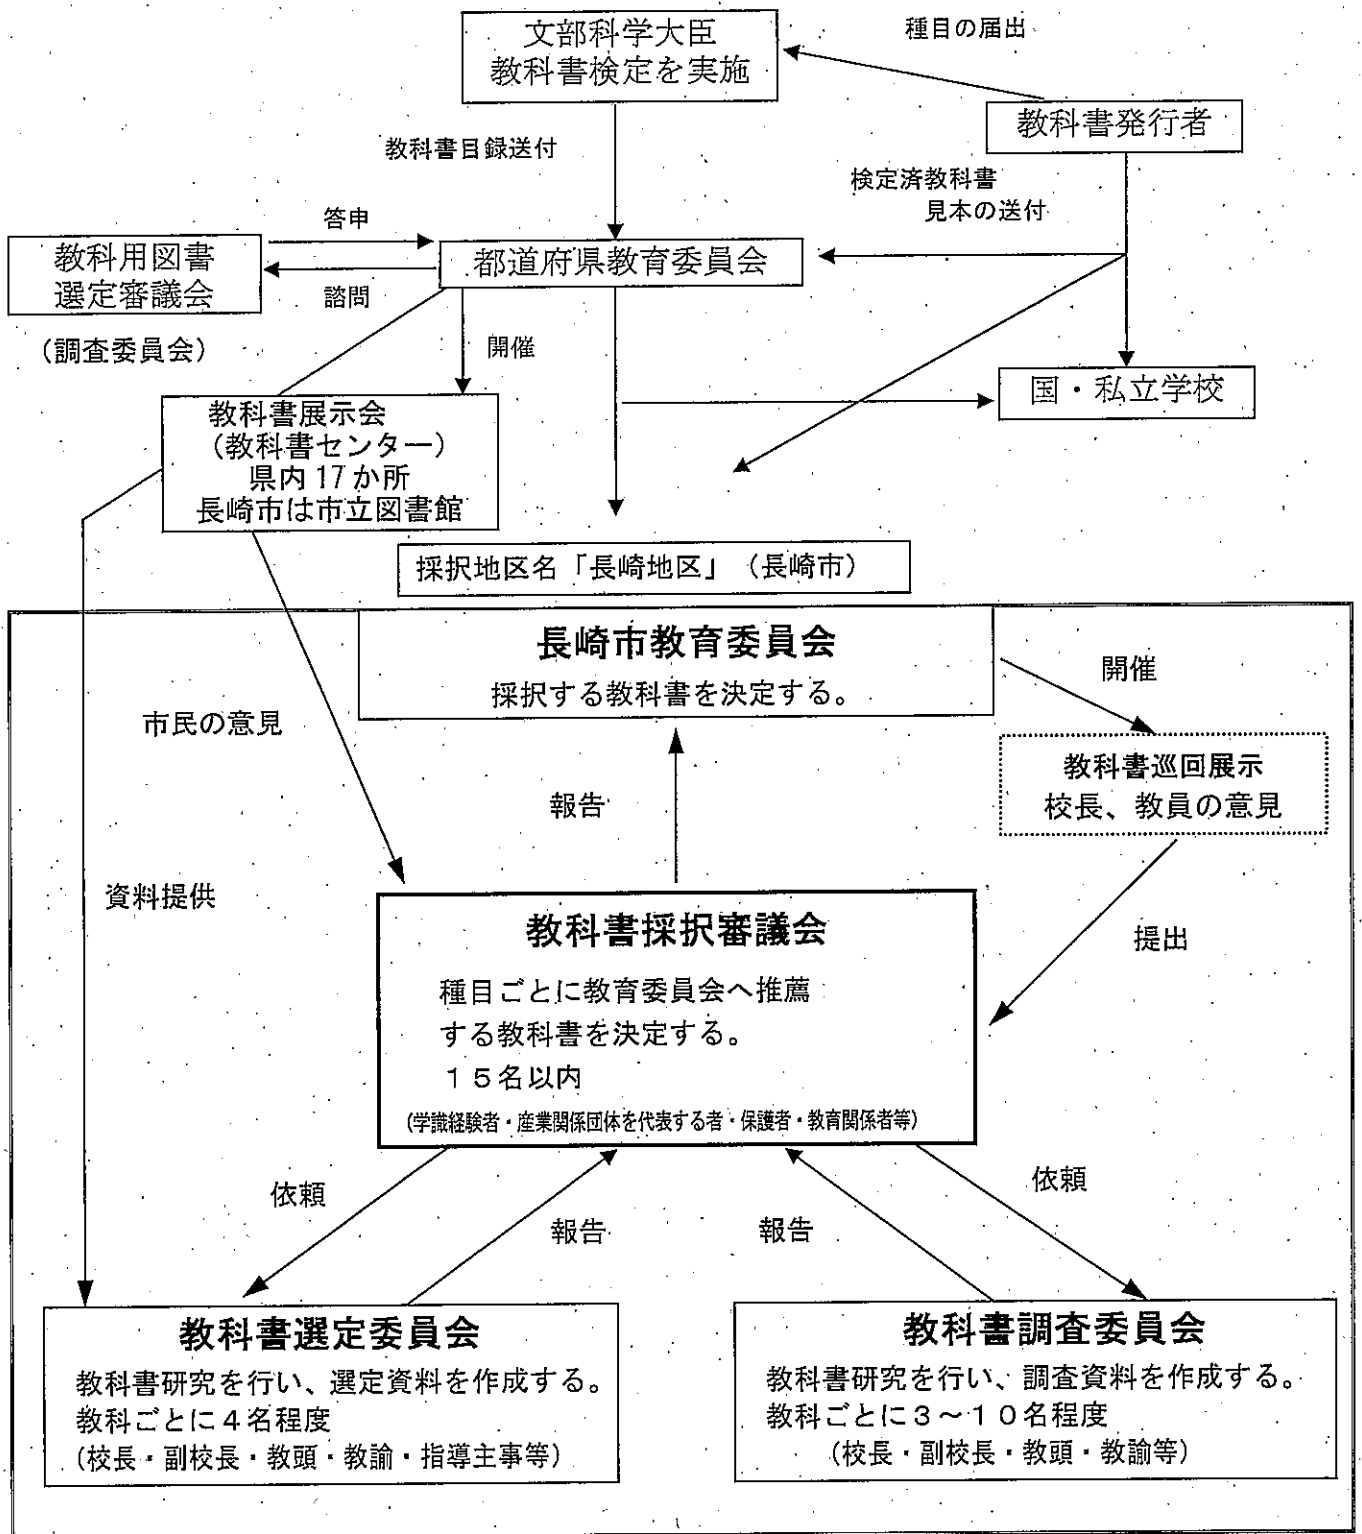 文部科学大臣
教科書検定を実施
種目の届出
教科書発行者
教科書目録送付
検定済教科書
見本の送付
答申
教科用図書
選定審議会
都道府県教育委員会
諮問
(調査委員会)
開催
国・私立学校
教科書展示会
(教科書センター)
県内17か所
長崎市は市立図書館
採択地区名「長崎地区」(長崎市)
長崎市教育委員会
採択する教科書を決定する。
開催
市民の意見
教科書巡回展示
校長、教員の意見
報告
資料提供
提出
教科書採択審議会
種目ごとに教育委員会へ推薦
する教科書を決定する。
15名以内
(学識経験者・産業関係団体を代表する者・保護者・教育関係者等)
依頼
報告
報告
依頼
教科書選定委員会
教科書研究を行い、選定資料を作成する。
教科ごとに4名程度
(校長・副校長・教頭・教諭・指導主事等)
教科書調査委員会
教科書研究を行い、調査資料を作成する。
教科ごとに3~10名程度
(校長・副校長・教頭・教諭等)